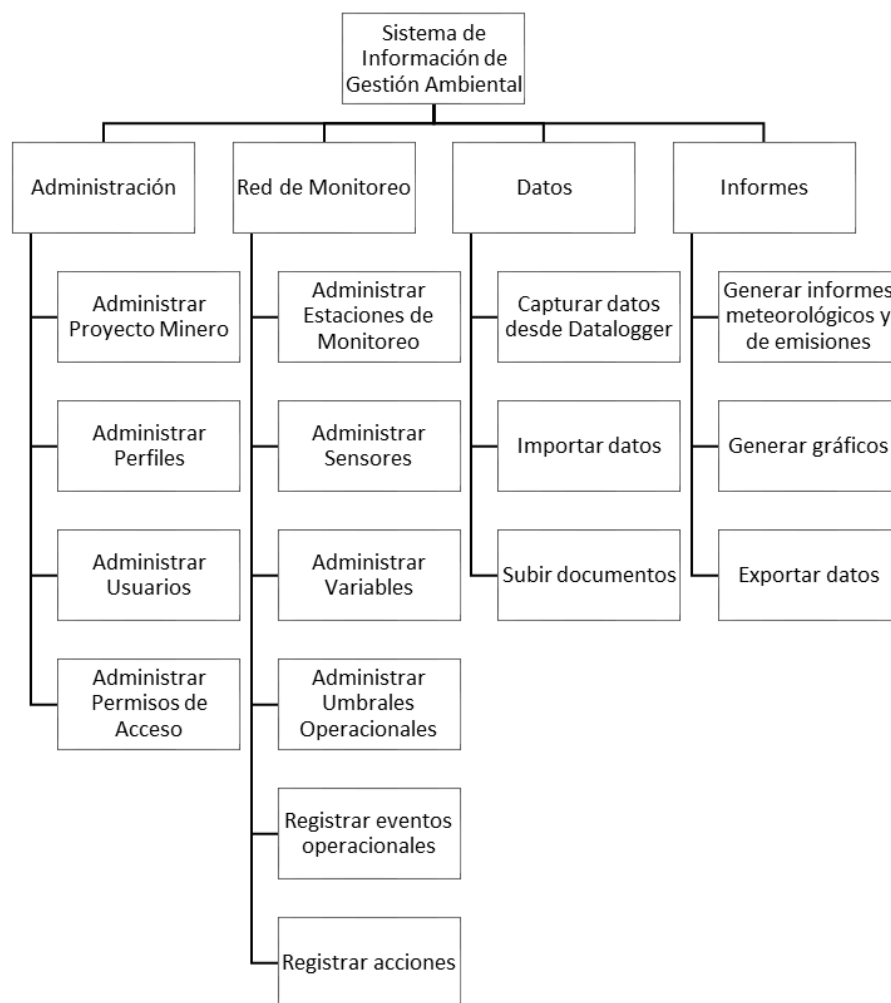 Sistema de
Información de
Gestión Ambiental
Administración
Red de Monitoreo
Datos
Informes
Administrar
Proyecto Minero
Administrar
Perfiles
Administrar
Usuarios
Administrar
Permisos de
Acceso
Administrar
Estaciones de
Monitoreo
Administrar
Sensores
Administrar
Variables
Administrar
Umbrales
Operacionales
Registrar eventos
operacionales
Registrar acciones
Capturar datos
desde Datalogger
Importar datos
Subir documentos
Generar informes
meteorológicos y
de emisiones
Generar gráficos
Exportar datos